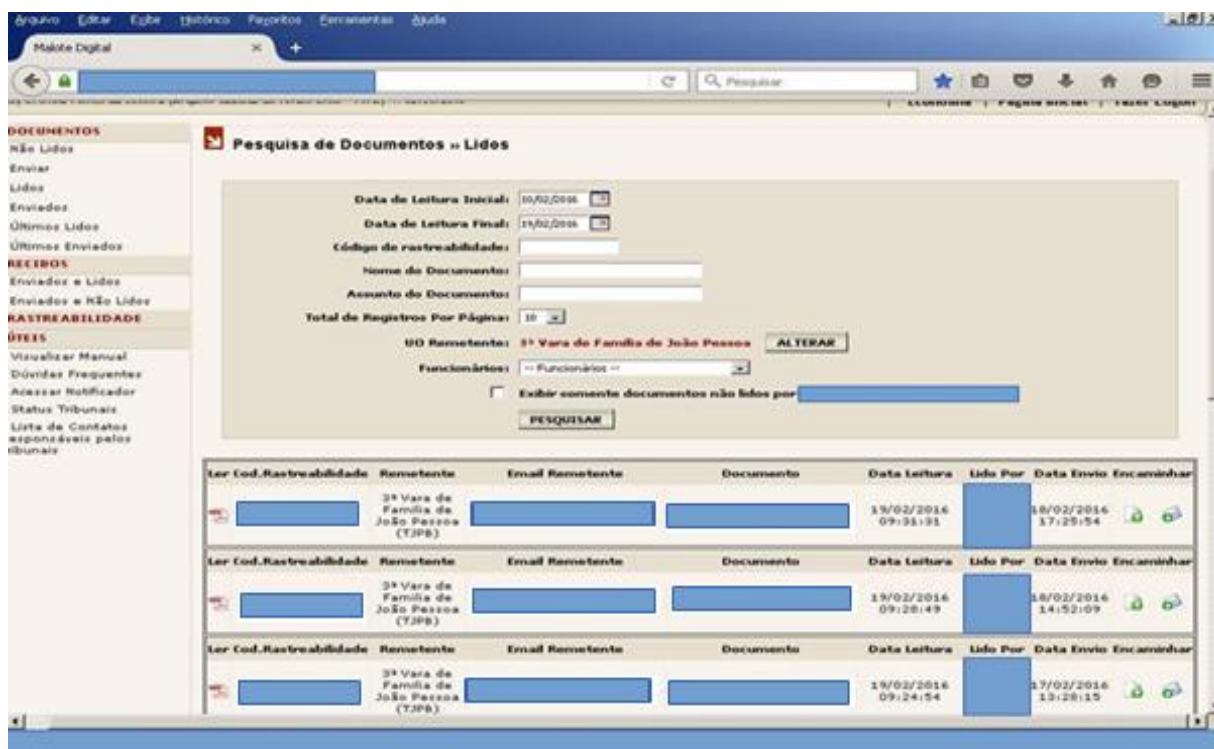 Arquivo Editar Exibir Histórico Favoritos Ferramentas Ajuda
Malote Digital
Pesquisar
Economia | Página Inicial | Fazer Logoff
DOCUMENTOS
Não Lidos
Enviar
Lidos
Enviados
Últimos Lidos
Últimos Enviados
RECIBOS
Enviados e Lidos
Enviados e Não Lidos
RASTREABILIDADE
ÚTEIS
Visualizar Manual
Dúvidas Frequentes
Acessar Notificador
Status Tribunais
Lista de Contatos
esponsáveis pelos
ibunais
Pesquisa de Documentos » Lidos
Data de Leitura Inicial: 10/02/2016
Data de Leitura Final: 19/02/2016
Código de rastreabilidade:
Nome do Documento:
Assunto do Documento:
Total de Registros Por Página: 10
UO Remetente: 3ª Vara de Família de João Pessoa ALTERAR
Funcionários: -- Funcionários --
Exibir somente documentos não lidos por
PESQUISAR
Ler Cod.Rastreabilidade Remetente Email Remetente Documento Data Leitura Lido Por Data Envio Encaminhar
3ª Vara de
Família de
João Pessoa
(TJPB)
19/02/2016 18/02/2016
09:31:31 17:25:54
Ler Cod.Rastreabilidade Remetente Email Remetente Documento Data Leitura Lido Por Data Envio Encaminhar
3ª Vara de
Família de
João Pessoa
(TJPB)
19/02/2016 18/02/2016
09:28:49 14:52:09
Ler Cod.Rastreabilidade Remetente Email Remetente Documento Data Leitura Lido Por Data Envio Encaminhar
3ª Vara de
Família de
João Pessoa
(TJPB)
19/02/2016 17/02/2016
09:24:54 13:28:15